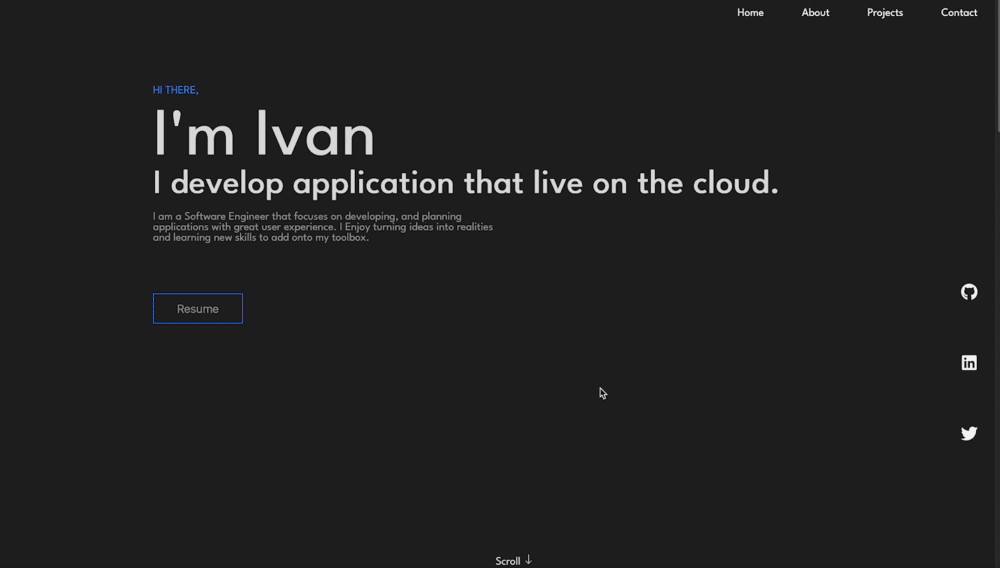 Home About Projects Contact
HI THERE,
I'm Ivan
I develop application that live on the cloud.
I am a Software Engineer that focuses on developing, and planning
applications with great user experience. I Enjoy turning ideas into realities
and learning new skills to add onto my toolbox.
Resume
in
Scroll ↓